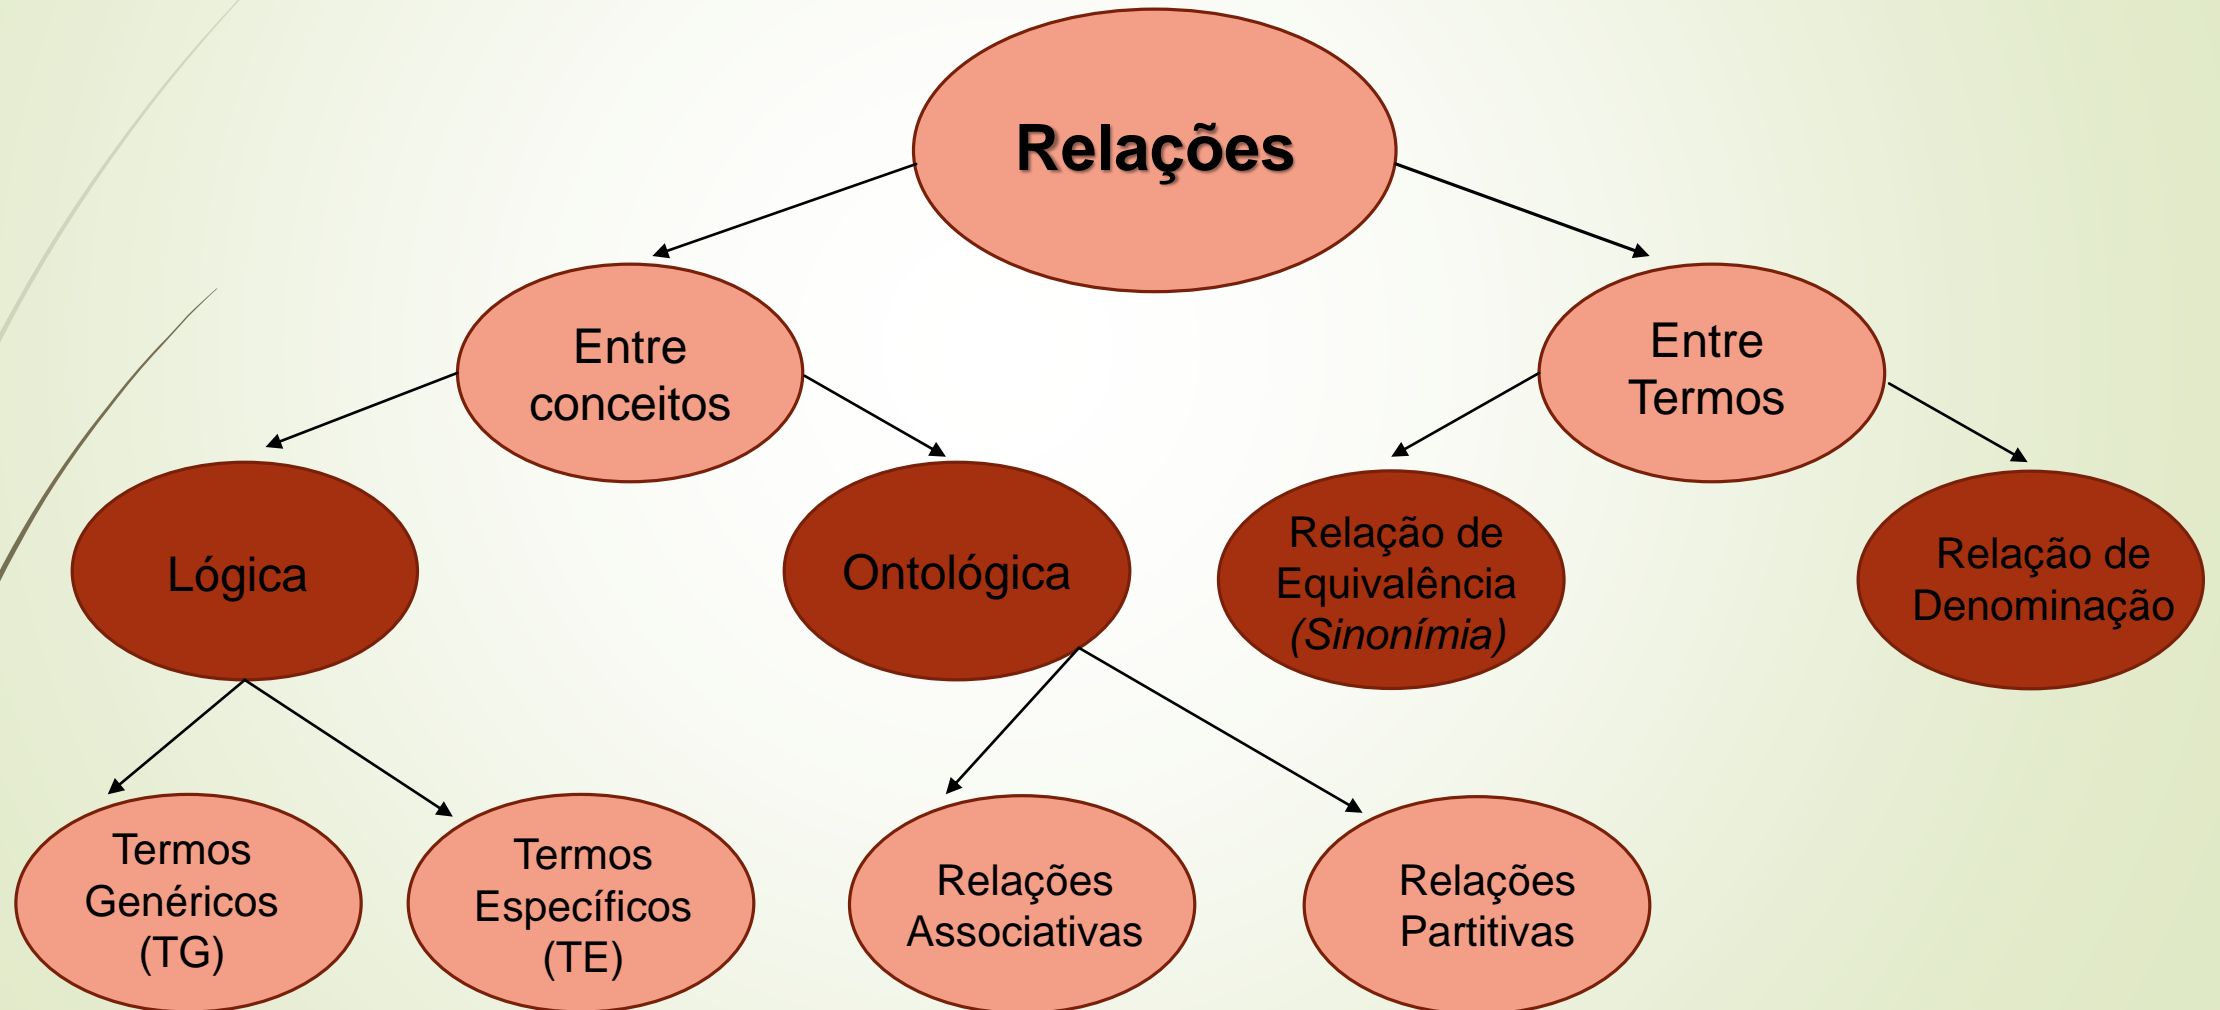 Relações
Entre
conceitos
Entre
Termos
Lógica
Ontológica
Relação de
Equivalência
(Sinonímia)
Relação de
Denominação
Termos
Genéricos
(TG)
Termos
Específicos
(TE)
Relações
Associativas
Relações
Partitivas